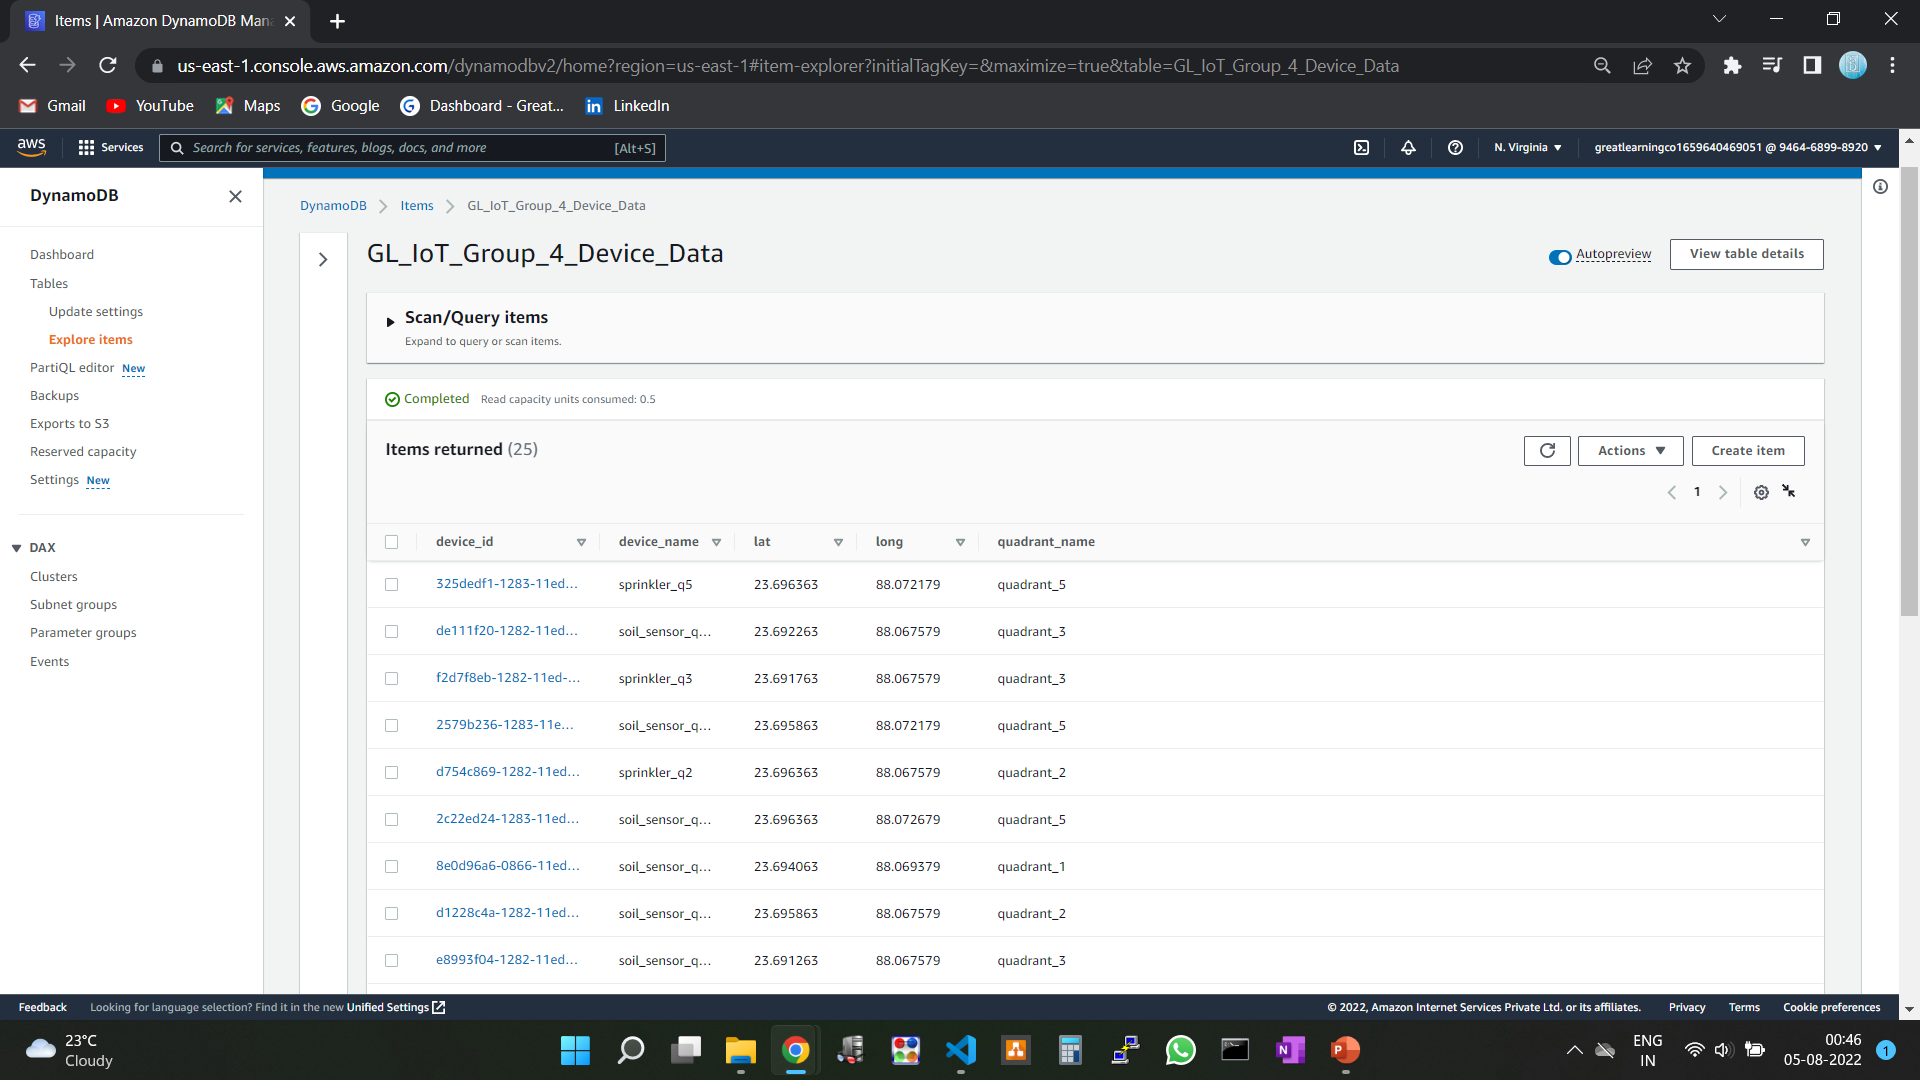 Items | Amazon DynamoDB Mana
us-east-1.console.aws.amazon.com/dynamodbv2/home?region=us-east-1#item-explorer?initialTagKey=&maximize=true&table=GL_IoT_Group_4_Device_Data
Gmail YouTube Maps Google Dashboard - Great... LinkedIn
aws Services Search for services, features, blogs, docs, and more [Alt+S] N. Virginia greatlearningco1659640469051 @ 9464-6899-8920
DynamoDB
Dashboard
Tables
Update settings
Explore items
PartiQL editor New
Backups
Exports to S3
Reserved capacity
Settings New
DAX
Clusters
Subnet groups
Parameter groups
Events
DynamoDB Items GL_IoT_Group_4_Device_Data
GL_IoT_Group_4_Device_Data
Autopreview View table details
Scan/Query items
Expand to query or scan items.
Completed Read capacity units consumed: 0.5
Items returned (25)
Actions Create item
1
device_id device_name lat long quadrant_name
325dedf1-1283-11ed... sprinkler_q5 23.696363 88.072179 quadrant_5
de111f20-1282-11ed... soil_sensor_q... 23.692263 88.067579 quadrant_3
f2d7f8eb-1282-11ed-... sprinkler_q3 23.691763 88.067579 quadrant_3
2579b236-1283-11e... soil_sensor_q... 23.695863 88.072179 quadrant_5
d754c869-1282-11ed... sprinkler_q2 23.696363 88.067579 quadrant_2
2c22ed24-1283-11ed... soil_sensor_q... 23.696363 88.072679 quadrant_5
8e0d96a6-0866-11ed... soil_sensor_q... 23.694063 88.069379 quadrant_1
d1228c4a-1282-11ed... soil_sensor_q... 23.695863 88.067579 quadrant_2
e8993f04-1282-11ed... soil_sensor_q... 23.691263 88.067579 quadrant_3
Feedback Looking for language selection? Find it in the new Unified Settings © 2022, Amazon Internet Services Private Ltd. or its affiliates. Privacy Terms Cookie preferences
23°C
Cloudy
ENG
IN
00:46
05-08-2022
1